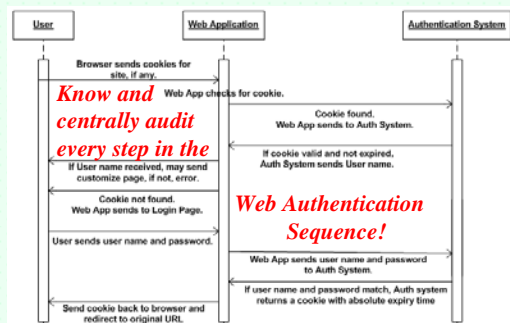 User
Web Application
Authentication System
Browser sends cookies for
site, if any.
Know and
centrally audit
every step in the
Web App checks for cookie.
Cookie found.
Web App sends to Auth System.
If cookie valid and not expired,
Auth System sends User name.
If User name received, may send
customize page, if not, error.
Cookie not found.
Web App sends to Login Page.
Web Authentication
Sequence!
User sends user name and password.
Web App sends user name and password
to Auth System.
If user name and password match, Auth system
returns a cookie with absolute expiry time
Send cookie back to browser and
redirect to original URL